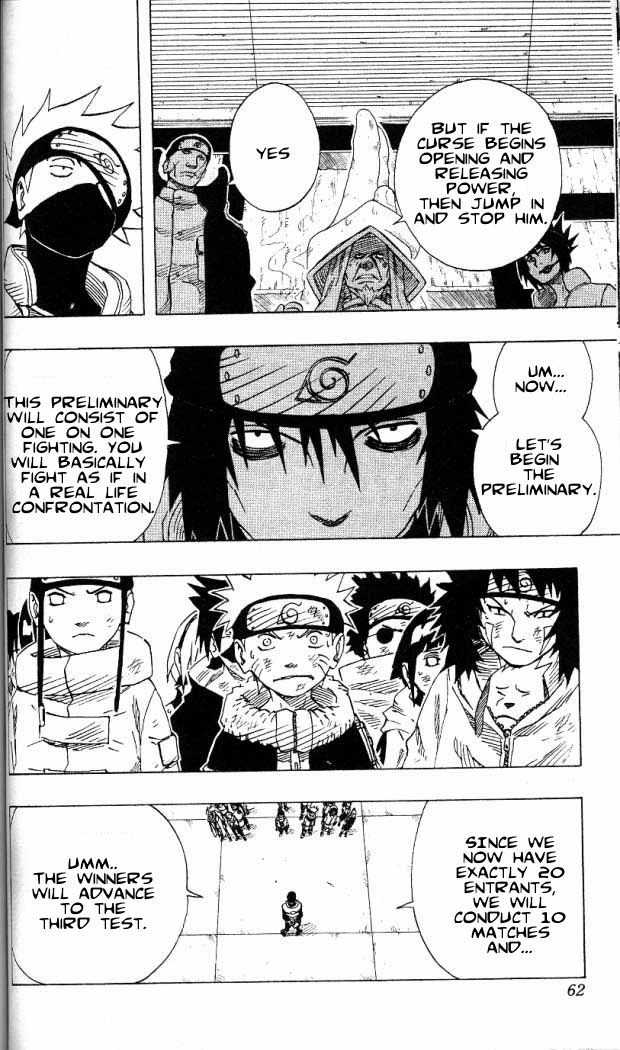 BUT IF THE
CURSE BEGINS
OPENING AND
RELEASING
POWER,
THEN JUMP IN
AND STOP HIM.
YES
UM...
NOW...
LET'S
BEGIN
THE
PRELIMINARY.
THIS PRELIMINARY
WILL CONSIST OF
ONE ON ONE
FIGHTING. YOU
WILL BASICALLY
FIGHT AS IF IN
A REAL LIFE
CONFRONTATION.
SINCE WE
NOW HAVE
EXACTLY 20
ENTRANTS,
WE WILL
CONDUCT 10
MATCHES
AND...
UMM..
THE WINNERS
WILL ADVANCE
TO THE
THIRD TEST.
62